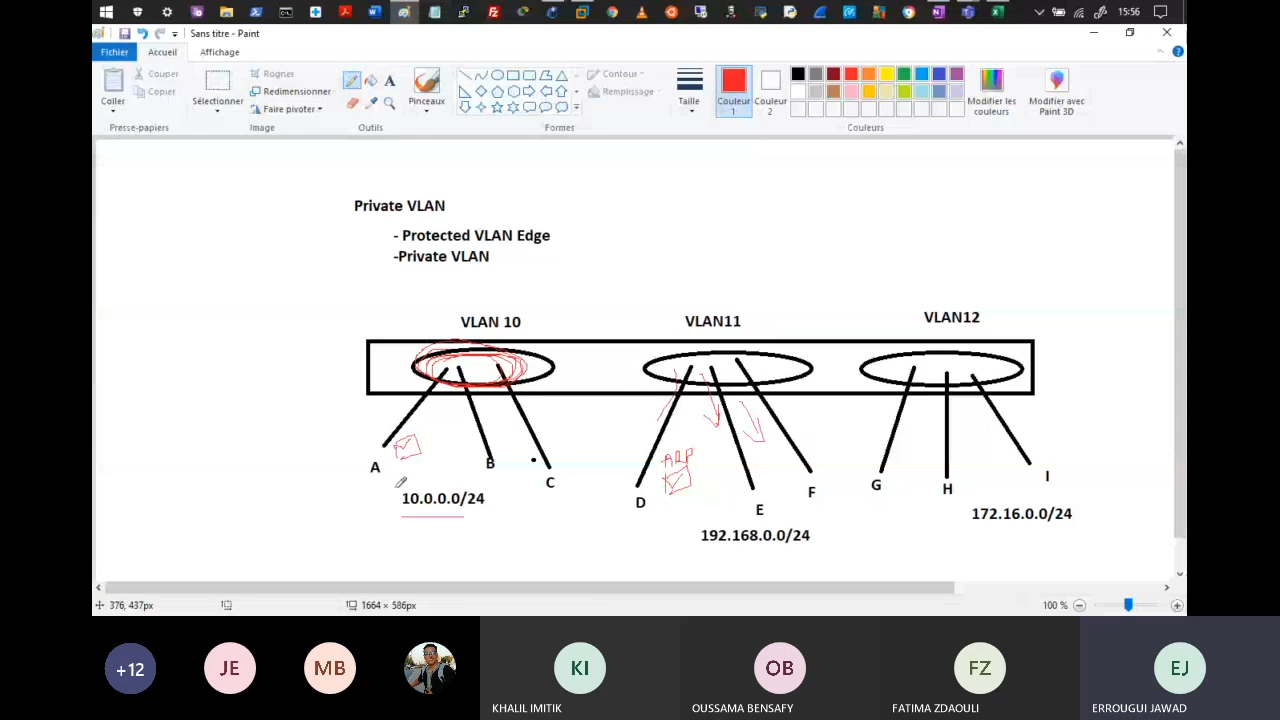 15:56
Sans titre - Paint
Fichier
Accueil
Affichage
Coller
Couper
Copier
Presse-papiers
Sélectionner
Rogner
Redimensionner
Faire pivoter
Image
Outils
Pinceaux
Contour
Remplissage
Formes
Taille
Couleur 1
Couleur 2
Modifier les couleurs
Modifier avec Paint 3D
Couleurs
Private VLAN
- Protected VLAN Edge
-Private VLAN
VLAN 10
VLAN11
VLAN12
A
B
C
D
E
F
G
H
I
ARP
10.0.0.0/24
192.168.0.0/24
172.16.0.0/24
376, 437px
1664 × 586px
100 %
+12
JE
MB
KI
OB
FZ
EJ
KHALIL IMITIK
OUSSAMA BENSAFY
FATIMA ZDAOULI
ERROUGUI JAWAD